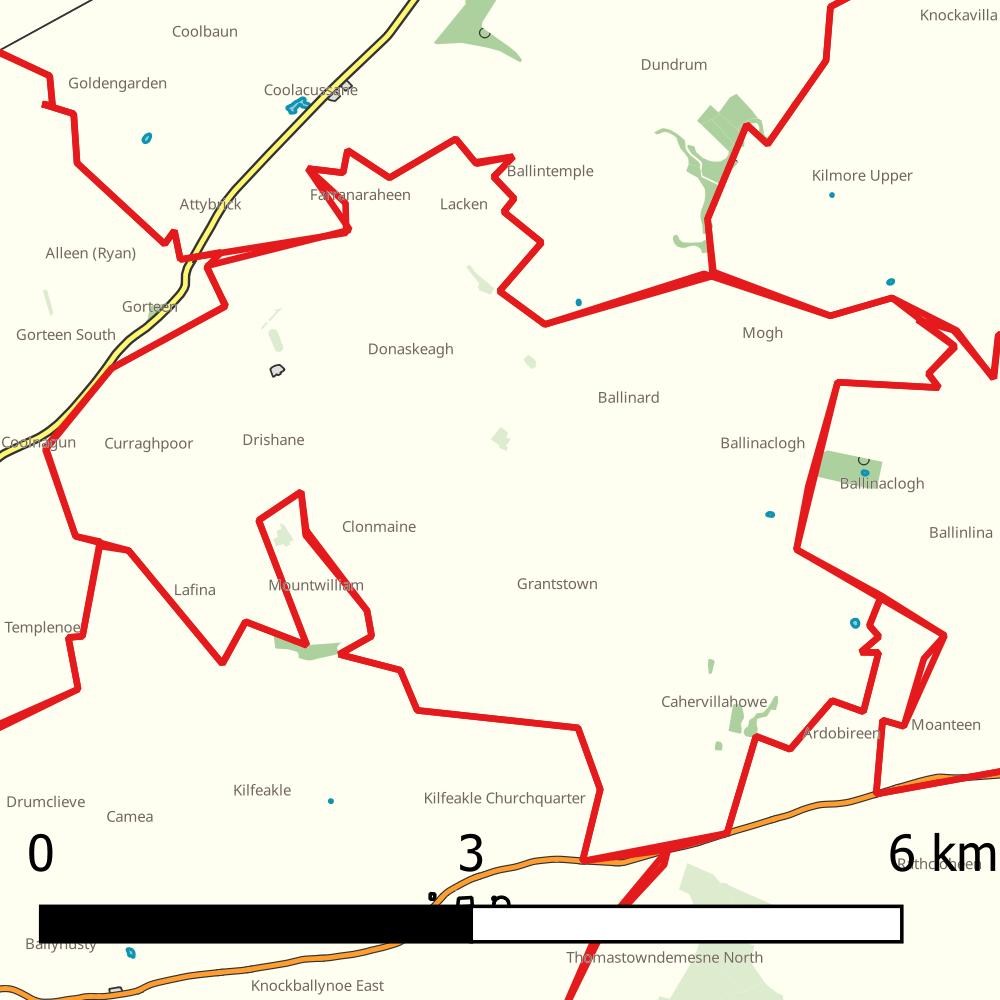 Knockavilla
Coolbaun
Dundrum
Goldengarden
Coolacussane
Ballintemple
Kilmore Upper
Farranaraheen
Attybrick
Lacken
Alleen (Ryan)
Gorteen
Gorteen South
Mogh
Donaskeagh
Ballinard
Coolnagun
Curraghpoor
Drishane
Ballinaclogh
Ballinaclogh
Clonmaine
Ballinlina
Grantstown
Mountwilliam
Lafina
Templenoe
Cahervillahowe
Moanteen
Ardobireen
Kilfeakle
Kilfeakle Churchquarter
Drumclieve
Camea
0 3 6 km
Rathclogheen
Ballyhusty
Thomastowndemesne North
Knockballynoe East